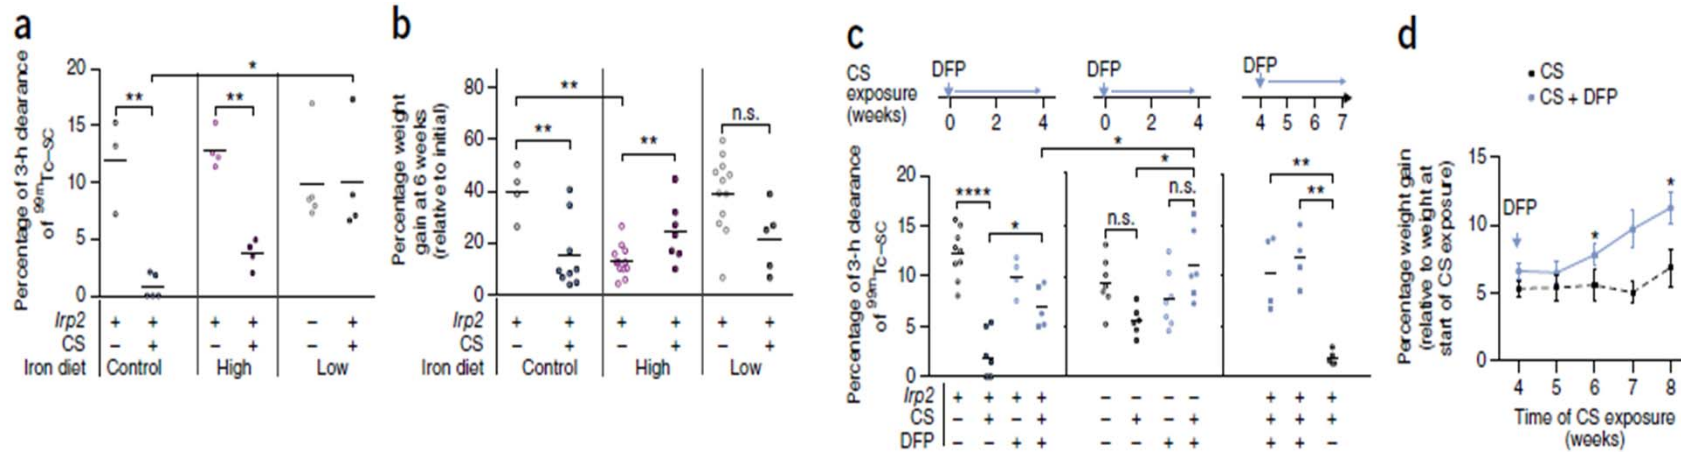 a
Percentage of 3-h clearance
of 99mTc–SC
20
15
10
5
0
**
**
*
Irp2 + + + + – +
CS – + – + – +
Iron diet Control High Low
b
Percentage weight
gain at 6 weeks
(relative to initial)
80
60
40
20
0
**
**
**
n.s.
Irp2 + + + + – –
CS – + – + – +
Iron diet Control High Low
c
CS
exposure
(weeks)
DFP
0 2 4
DFP
0 2 4
DFP
4 5 6 7
Percentage of 3-h clearance
of 99mTc–SC
20
15
10
5
0
****
*
n.s.
*
*
n.s.
**
**
Irp2 + + + + – – – – + + +
CS – + – + – + – + + + +
DFP – – + + – – + + + + –
d
CS
CS + DFP
Percentage weight gain
(relative to weight at
start of CS exposure)
15
10
5
0
DFP
*
*
4 5 6 7 8
Time of CS exposure
(weeks)